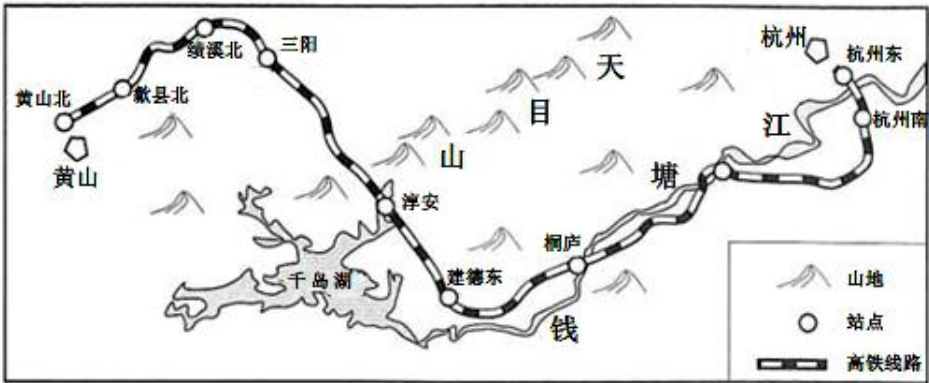 杭州
杭州东
杭州南
绩溪北
三阳
歙县北
黄山北
黄山
天
目
山
江
塘
钱
淳安
千岛湖
建德东
桐庐
山地
站点
高铁线路